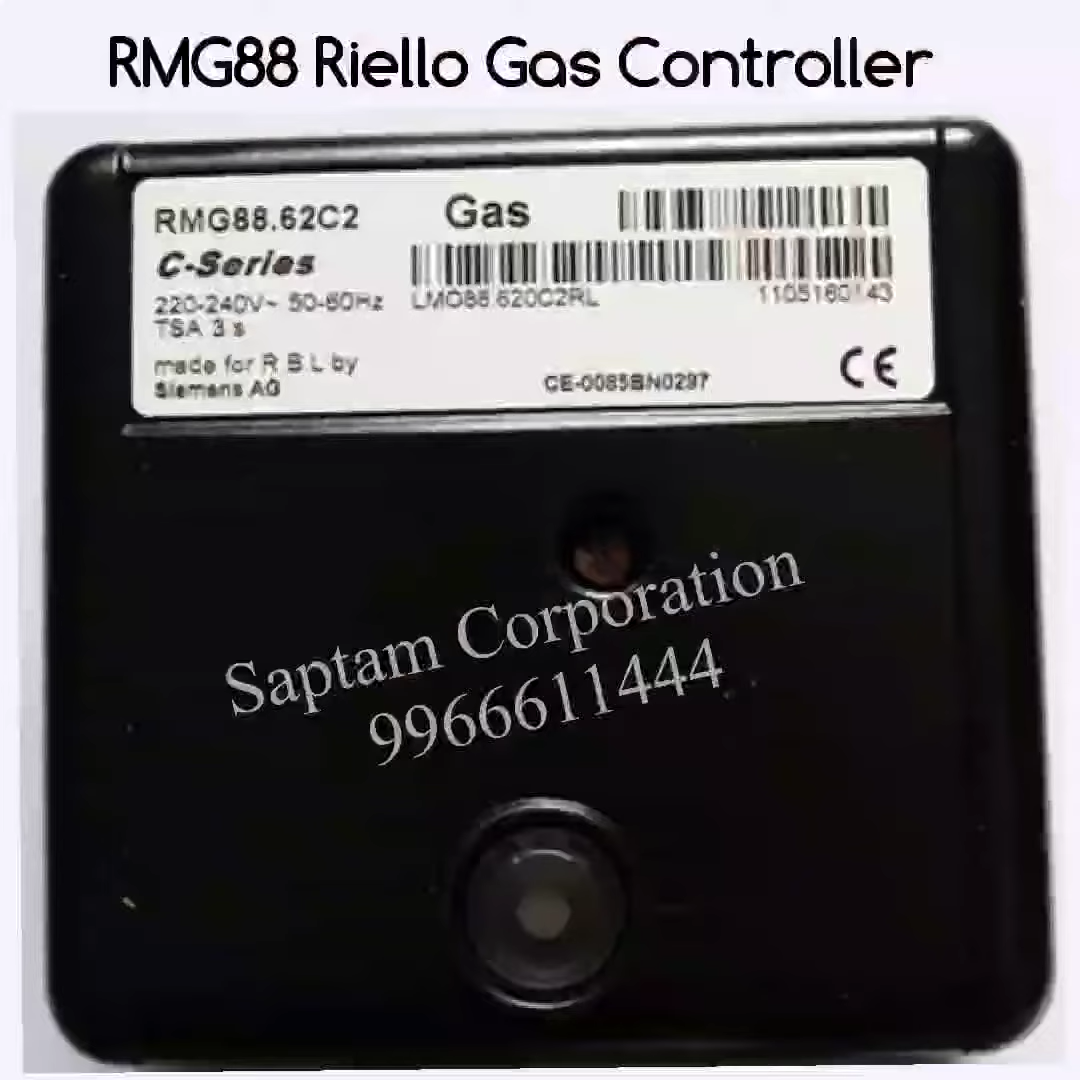 RMG88 Riello Gas Controller
RMG88.62C2 Gas
C-Series
220-240V~ 50-60Hz LMO88.620C2RL 1105160143
TSA 3 s
made for R B L by
Siemens AG CE-0085BN0297 CE
Saptam Corporation
9966611444